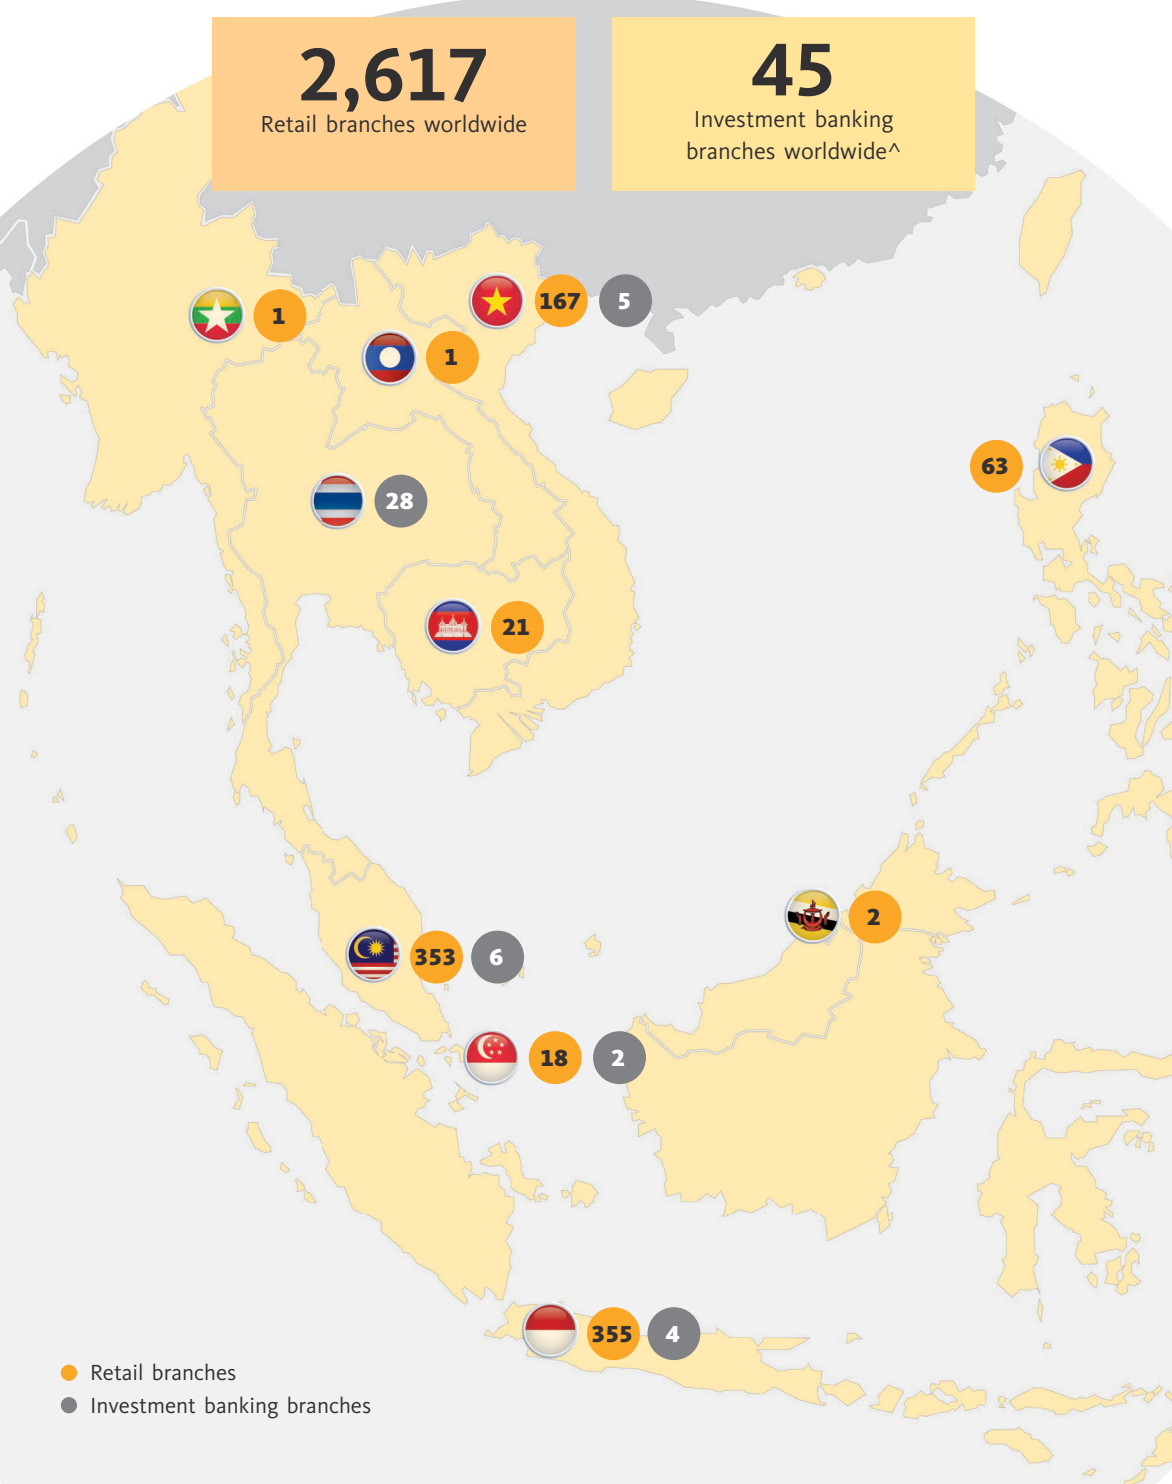 2,617
Retail branches worldwide
45
Investment banking
branches worldwide^
167 5
1
1
63
28
21
2
353 6
18 2
355 4
Retail branches
Investment banking branches